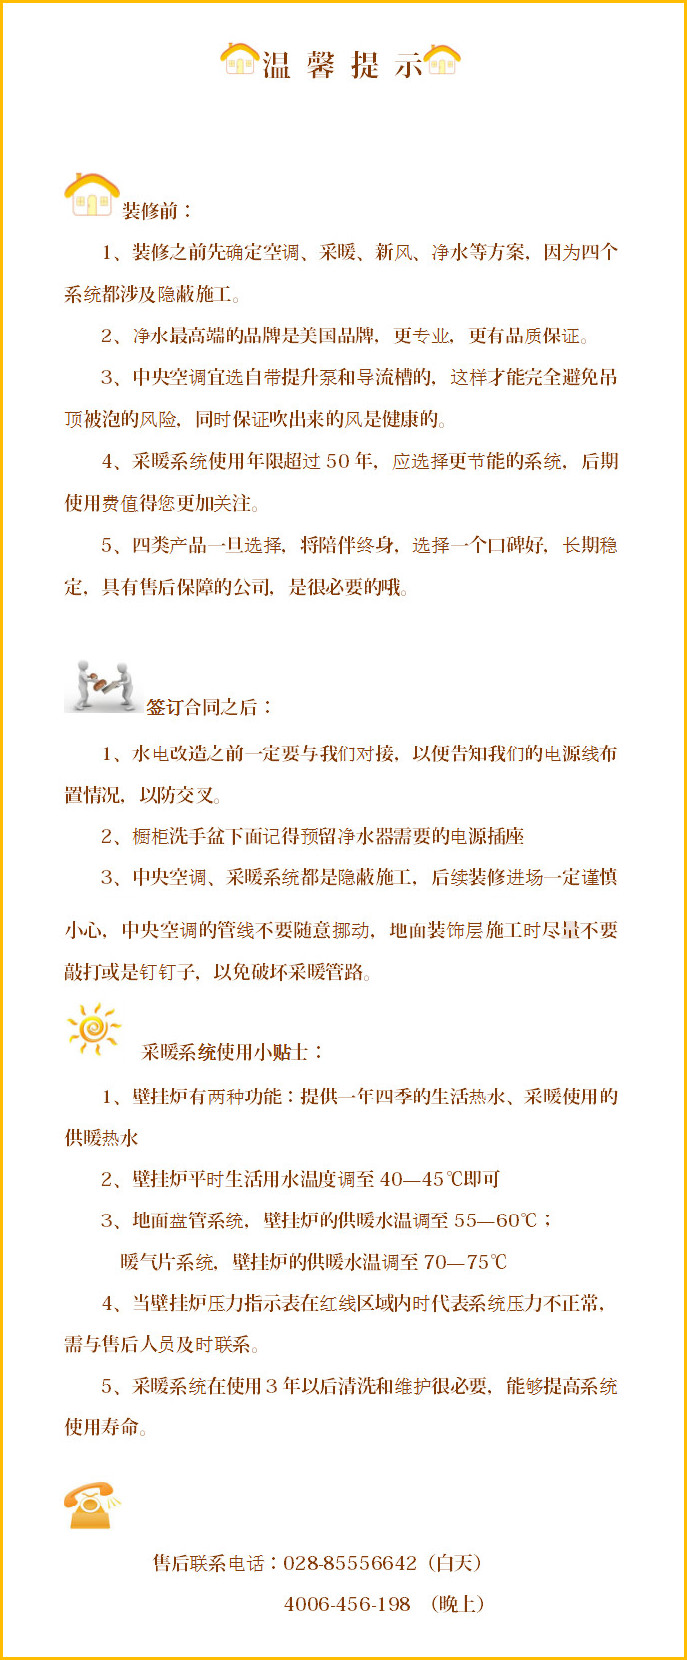 温 馨 提 示
装修前：
1、装修之前先确定空调、采暖、新风、净水等方案，因为四个
系统都涉及隐蔽施工。
2、净水最高端的品牌是美国品牌，更专业，更有品质保证。
3、中央空调宜选自带提升泵和导流槽的，这样才能完全避免吊
顶被泡的风险，同时保证吹出来的风是健康的。
4、采暖系统使用年限超过 50 年，应选择更节能的系统，后期
使用费值得您更加关注。
5、四类产品一旦选择，将陪伴终身，选择一个口碑好，长期稳
定，具有售后保障的公司，是很必要的哦。
签订合同之后：
1、水电改造之前一定要与我们对接，以便告知我们的电源线布
置情况，以防交叉。
2、橱柜洗手盆下面记得预留净水器需要的电源插座
3、中央空调、采暖系统都是隐蔽施工，后续装修进场一定谨慎
小心，中央空调的管线不要随意挪动，地面装饰层施工时尽量不要
敲打或是钉钉子，以免破坏采暖管路。
采暖系统使用小贴士：
1、壁挂炉有两种功能：提供一年四季的生活热水、采暖使用的
供暖热水
2、壁挂炉平时生活用水温度调至 40—45℃即可
3、地面盘管系统，壁挂炉的供暖水温调至 55—60℃；
暖气片系统，壁挂炉的供暖水温调至 70—75℃
4、当壁挂炉压力指示表在红线区域内时代表系统压力不正常，
需与售后人员及时联系。
5、采暖系统在使用 3 年以后清洗和维护很必要，能够提高系统
使用寿命。
售后联系电话：028-85556642（白天）
4006-456-198 （晚上）